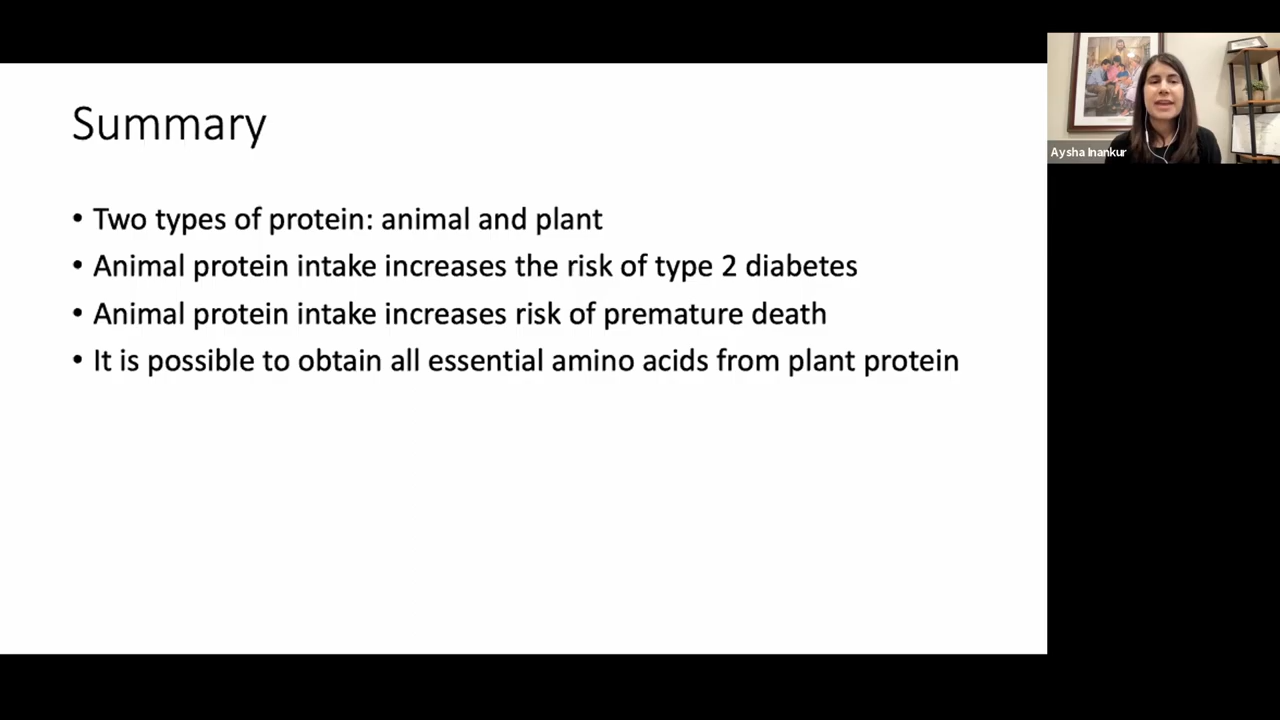 Summary
• Two types of protein: animal and plant
• Animal protein intake increases the risk of type 2 diabetes
• Animal protein intake increases risk of premature death
• It is possible to obtain all essential amino acids from plant protein
Aysha Inankur